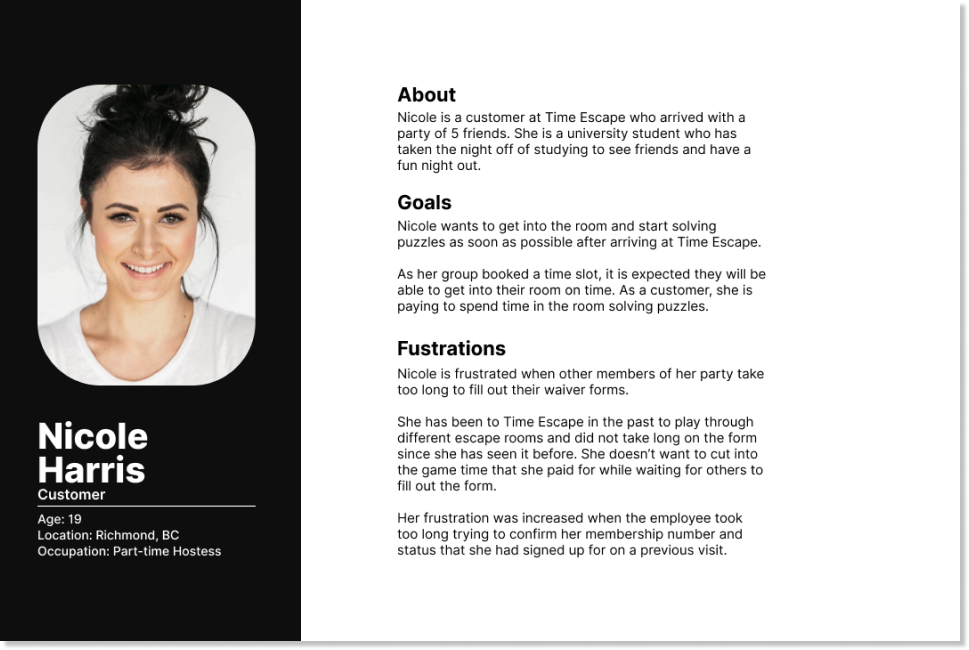 Nicole
Harris
Customer
Age: 19
Location: Richmond, BC
Occupation: Part-time Hostess
About
Nicole is a customer at Time Escape who arrived with a
party of 5 friends. She is a university student who has
taken the night off of studying to see friends and have a
fun night out.
Goals
Nicole wants to get into the room and start solving
puzzles as soon as possible after arriving at Time Escape.
As her group booked a time slot, it is expected they will be
able to get into their room on time. As a customer, she is
paying to spend time in the room solving puzzles.
Fustrations
Nicole is frustrated when other members of her party take
too long to fill out their waiver forms.
She has been to Time Escape in the past to play through
different escape rooms and did not take long on the form
since she has seen it before. She doesn’t want to cut into
the game time that she paid for while waiting for others to
fill out the form.
Her frustration was increased when the employee took
too long trying to confirm her membership number and
status that she had signed up for on a previous visit.